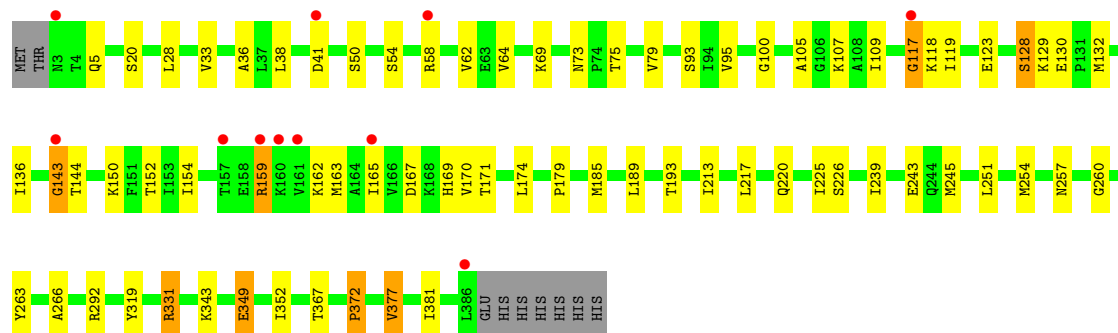 MET THR N3 T4 Q5 S20 L28 V33 A36 L37 L38 D41 S50 S54 R58 V62 E63 V64 K69 N73 P74 T75 V79 S93 I94 V95 G100 A105 G106 K107 A108 I109 G117 K118 I119 E123 S128 K129 E130 P131 M132
I136 G143 T144 K150 F151 T152 I153 I154 T157 E158 R159 K160 V161 K162 M163 A164 I165 V166 D167 K168 H169 V170 T171 L174 P179 M185 L189 T193 I213 L217 Q220 I225 S226 I239 E243 Q244 M245 L251 M254 N257 G260
Y263 A266 R292 Y319 R331 K343 E349 I352 T367 P372 V377 I381 L386 GLU HIS HIS HIS HIS HIS HIS